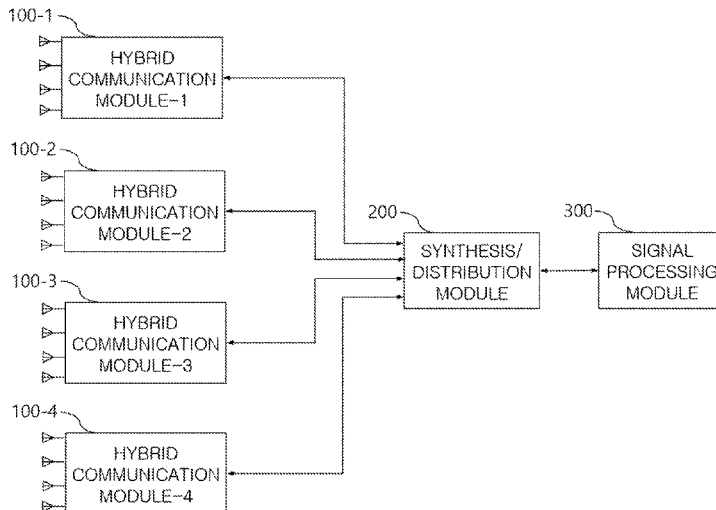 100-1
HYBRID
COMMUNICATION
MODULE-1
100-2
HYBRID
COMMUNICATION
MODULE-2
200
SYNTHESIS/
DISTRIBUTION
MODULE
300
SIGNAL
PROCESSING
MODULE
100-3
HYBRID
COMMUNICATION
MODULE-3
100-4
HYBRID
COMMUNICATION
MODULE-4